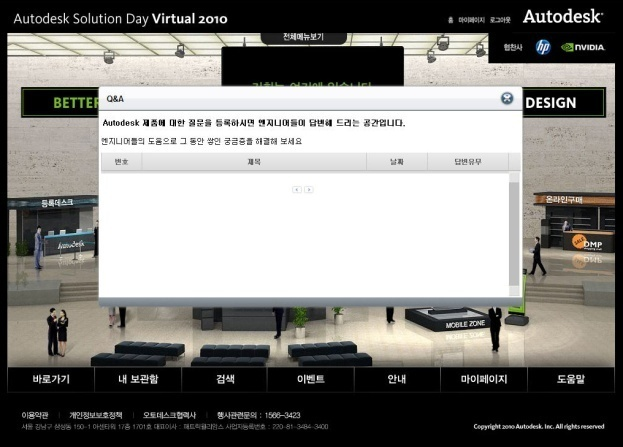 Autodesk Solution Day Virtual 2010
홈 마이페이지 로그아웃
Autodesk
전체메뉴보기
협찬사 hp NVIDIA
BETTER
DESIGN
Q&A
Autodesk 제품에 대한 질문을 등록하시면 엔지니어들이 답변해 드리는 공간입니다.
엔지니어들의 도움으로 그 동안 쌓인 궁금증을 해결해 보세요
번호 제목 날짜 답변유무
등록데스크
온라인구매
Autodesk
DMP
MOBILE ZONE
바로가기 내 보관함 검색 이벤트 안내 마이페이지 도움말
이용약관 개인정보보호정책 오토데스크협력사 행사관련문의 : 1566-3423
Copyright 2010 Autodesk, Inc. All rights reserved